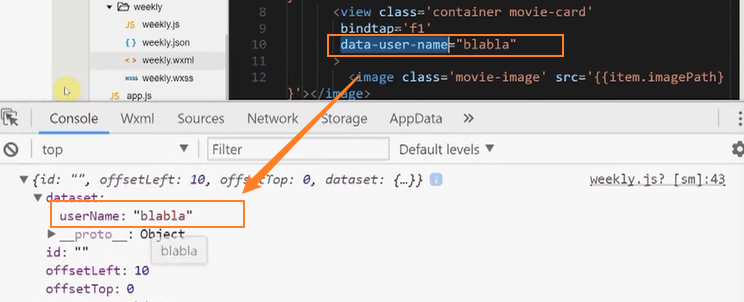 weekly
JS weekly.js
{ } weekly.json
<> weekly.wxml
wxss weekly.wxss
JS app.js
8
9 <view class='container movie-card'
bindtap='f1'
10 data-user-name="blabla"
11 >
12 <image class='movie-image' src='{{item.imagePath}
}'></image>
Console Wxml Sources Network Storage AppData »
top Filter Default levels
{id: "", offsetLeft: 10, offsetTop: 0, dataset: {…}} i weekly.js? [sm]:43
dataset:
userName: "blabla"
__proto__: Object
blabla
id: ""
offsetLeft: 10
offsetTop: 0